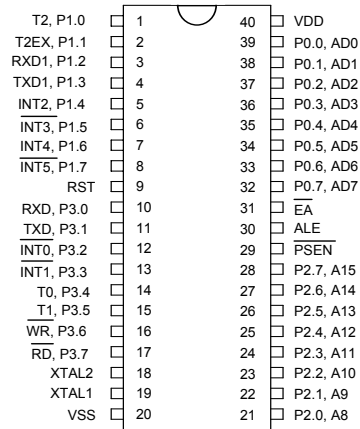 T2, P1.0 1 40 VDD
T2EX, P1.1 2 39 P0.0, AD0
RXD1, P1.2 3 38 P0.1, AD1
TXD1, P1.3 4 37 P0.2, AD2
INT2, P1.4 5 36 P0.3, AD3
INT3, P1.5 6 35 P0.4, AD4
INT4, P1.6 7 34 P0.5, AD5
INT5, P1.7 8 33 P0.6, AD6
RST 9 32 P0.7, AD7
RXD, P3.0 10 31 EA
TXD, P3.1 11 30 ALE
INT0, P3.2 12 29 PSEN
INT1, P3.3 13 28 P2.7, A15
T0, P3.4 14 27 P2.6, A14
T1, P3.5 15 26 P2.5, A13
WR, P3.6 16 25 P2.4, A12
RD, P3.7 17 24 P2.3, A11
XTAL2 18 23 P2.2, A10
XTAL1 19 22 P2.1, A9
VSS 20 21 P2.0, A8